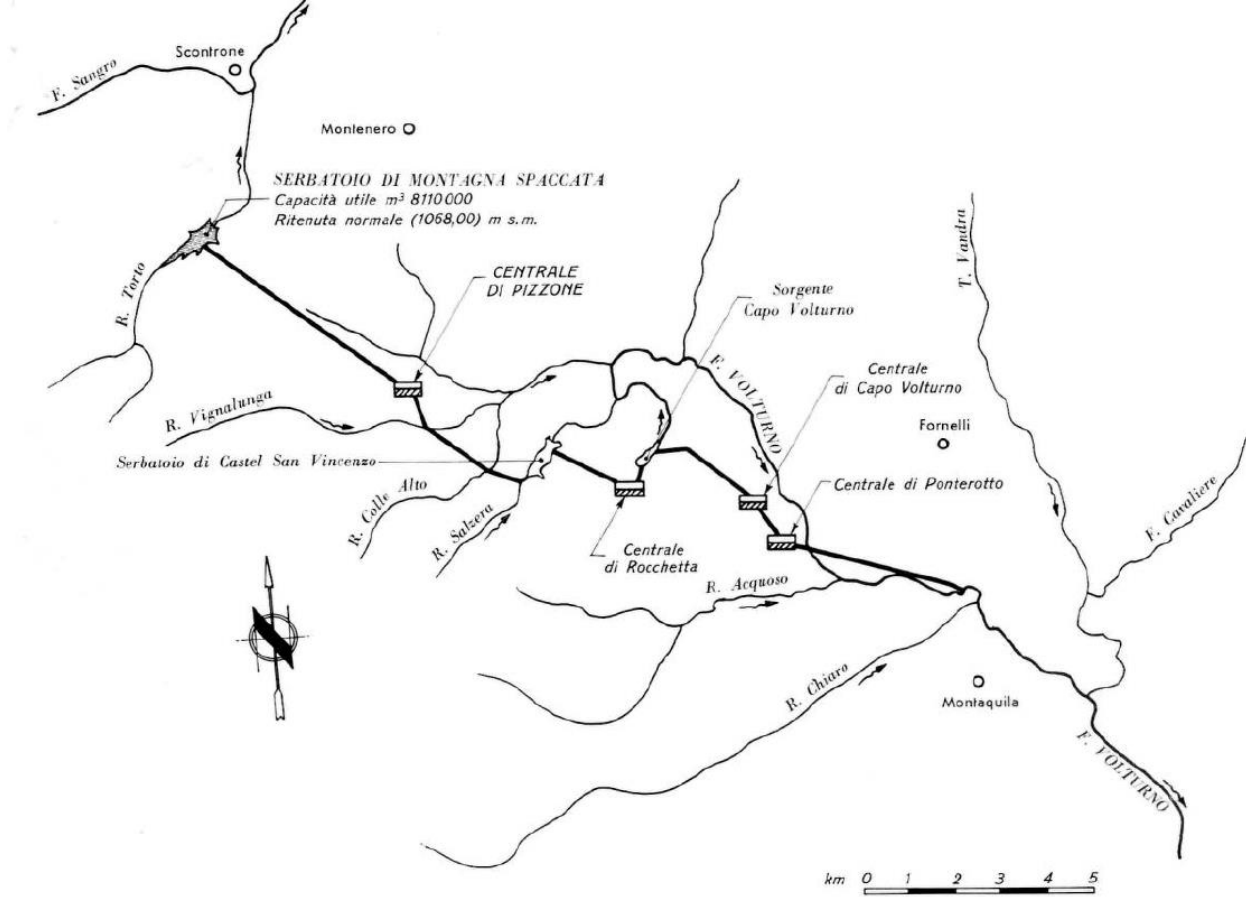 Scontrone
F. Sangro
Montenero
SERBATOIO DI MONTAGNA SPACCATA
Capacità utile m³ 8110000
Ritenuta normale (1068,00) m s.m.
R. Torto
CENTRALE
DI PIZZONE
Sorgente
Capo Volturno
T. Vandra
F. VOLTURNO
Centrale
di Capo Volturno
R. Vignalunga
Fornelli
Serbatoio di Castel San Vincenzo
Centrale di Ponterotto
R. Colle Alto
R. Salzera
F. Cavaliere
Centrale
di Rocchetta
R. Acquoso
R. Chiaro
Montaquila
F. VOLTURNO
km 0 1 2 3 4 5